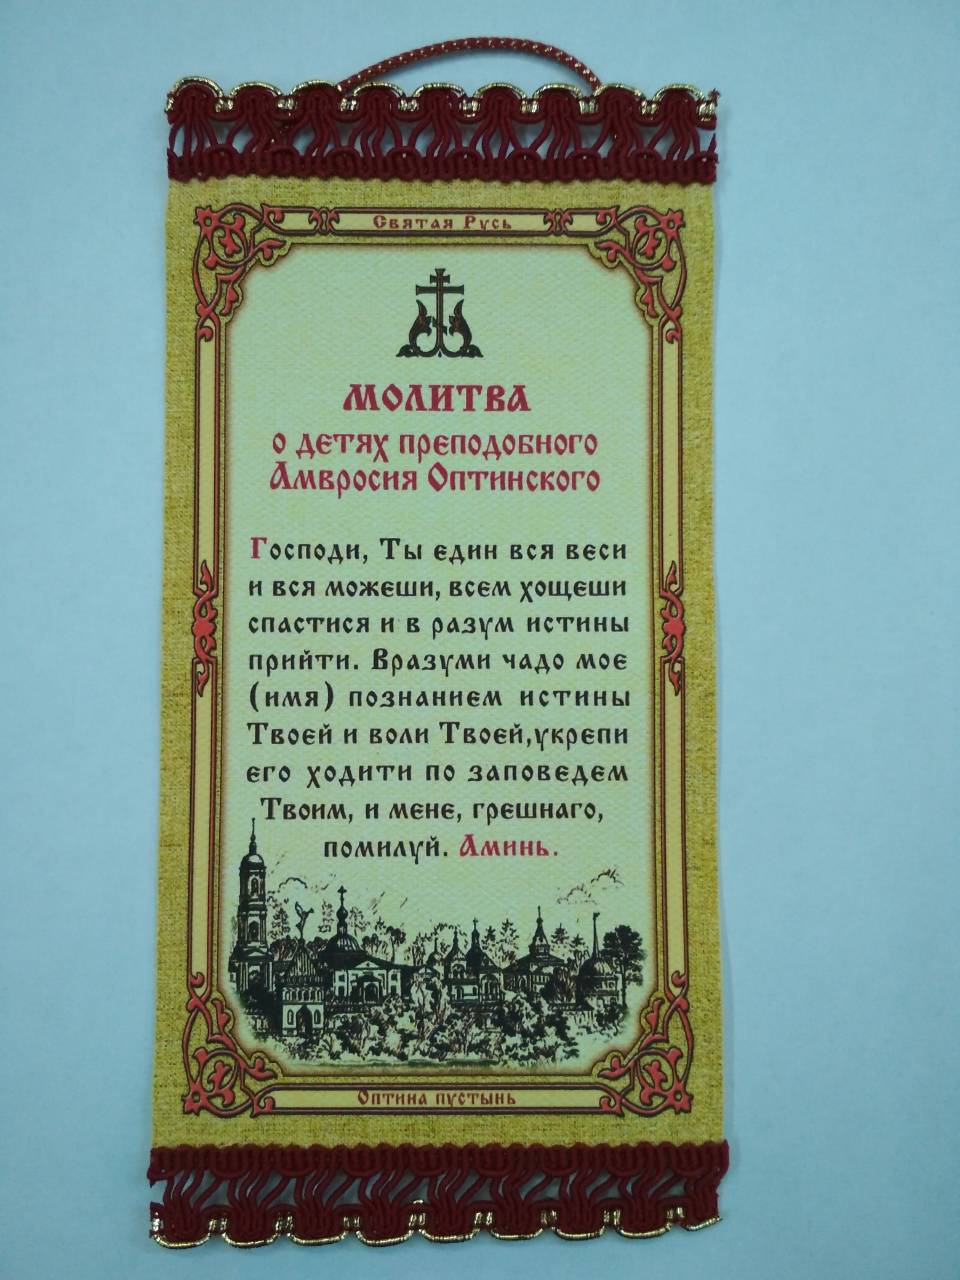 Святая Русь
МОЛИТВА
о детях преподобного
Амвросия Оптинского
Господи, Ты един вся веси
и вся можеши, всем хощеши
спастися и в разум истины
прийти. Вразуми чадо мое
(имя) познанием истины
Твоей и воли Твоей,укрепи
его ходити по заповедем
Твоим, и мене, грешнаго,
помилуй. Аминь.
Оптина пустынь